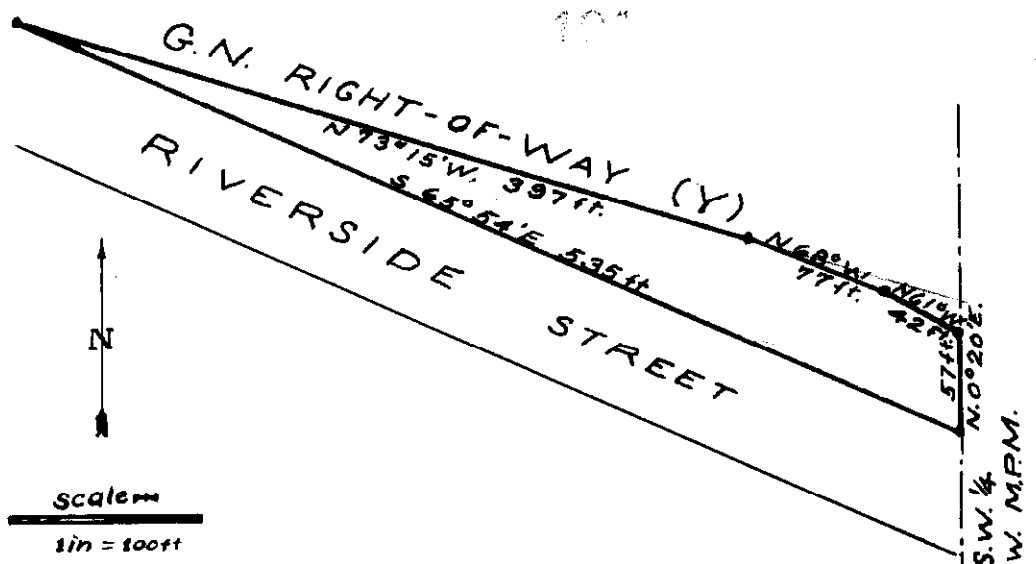 G.N. RIGHT-OF-WAY (Y)
N 73° 15' W. 397 ft.
S 65° 54' E 535 ft
N 68° W.
77 ft.
N 61° W.
42 ft.
57 ft.
N. 0° 20' E.
RIVERSIDE STREET
N
scale
1 in = 100 ft
S.W. ¼
W. M.P.M.